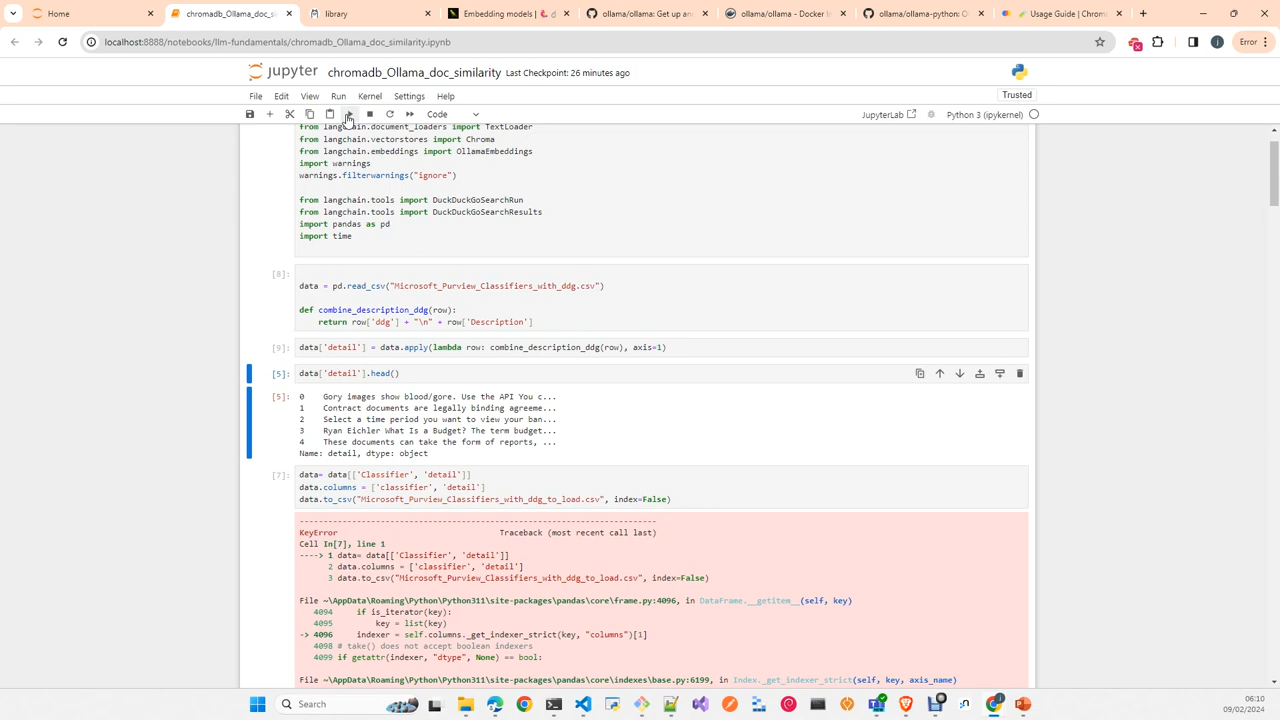 Home
chromadb_Ollama_doc_simila
library
Embedding models |
ollama/ollama: Get up an
ollama/ollama - Docker Im
ollama/ollama-python: O
Usage Guide | Chroma
localhost:8888/notebooks/llm-fundamentals/chromadb_Ollama_doc_similarity.ipynb
Error
jupyter chromadb_Ollama_doc_similarity Last Checkpoint: 26 minutes ago
File Edit View Run Kernel Settings Help
Trusted
Code
JupyterLab
Python 3 (ipykernel)
from langchain.document_loaders import TextLoader
from langchain.vectorstores import Chroma
from langchain.embeddings import OllamaEmbeddings
import warnings
warnings.filterwarnings("ignore")
from langchain.tools import DuckDuckGoSearchRun
from langchain.tools import DuckDuckGoSearchResults
import pandas as pd
import time
[8]:
data = pd.read_csv("Microsoft_Purview_Classifiers_with_ddg.csv")
def combine_description_ddg(row):
return row['ddg'] + "\n" + row['Description']
[9]: data['detail'] = data.apply(lambda row: combine_description_ddg(row), axis=1)
[5]: data['detail'].head()
[5]: 0 Gory images show blood/gore. Use the API You c...
1 Contract documents are legally binding agreeme...
2 Select a time period you want to view your ban...
3 Ryan Eichler What Is a Budget? The term budget...
4 These documents can take the form of reports, ...
Name: detail, dtype: object
[7]: data= data[['Classifier', 'detail']]
data.columns = ['classifier', 'detail']
data.to_csv("Microsoft_Purview_Classifiers_with_ddg_to_load.csv", index=False)
---------------------------------------------------------------------------
KeyError Traceback (most recent call last)
Cell In[7], line 1
----> 1 data= data[['Classifier', 'detail']]
2 data.columns = ['classifier', 'detail']
3 data.to_csv("Microsoft_Purview_Classifiers_with_ddg_to_load.csv", index=False)
File ~\AppData\Roaming\Python\Python311\site-packages\pandas\core\frame.py:4096, in DataFrame.__getitem__(self, key)
4094 if is_iterator(key):
4095 key = list(key)
-> 4096 indexer = self.columns._get_indexer_strict(key, "columns")[1]
4098 # take() does not accept boolean indexers
4099 if getattr(indexer, "dtype", None) == bool:
File ~\AppData\Roaming\Python\Python311\site-packages\pandas\core\indexes\base.py:6199, in Index._get_indexer_strict(self, key, axis_name)
Search
06:10
09/02/2024